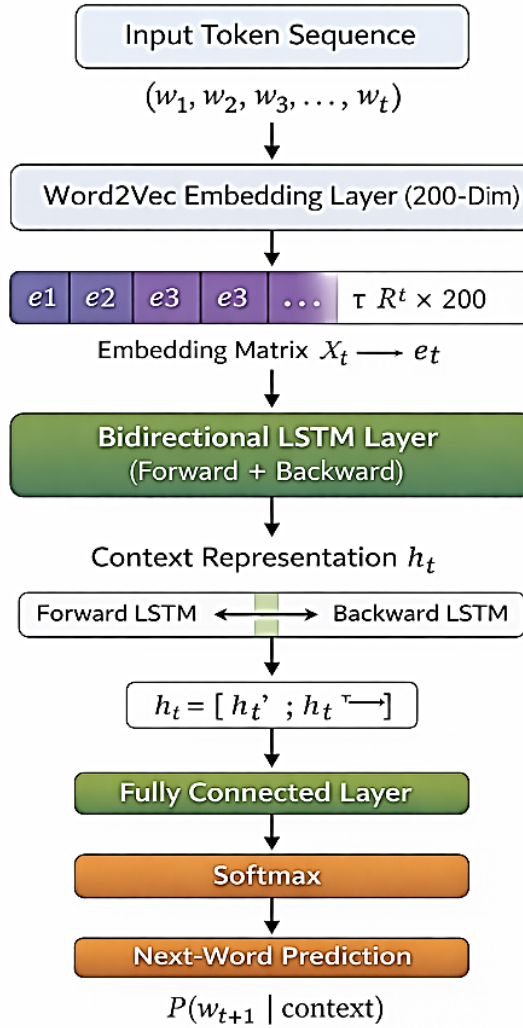 Input Token Sequence
(w₁, w₂, w₃, . . . , wₜ)
Word2Vec Embedding Layer (200-Dim)
e1 e2 e3 e3 ... τ Rᵗ × 200
Embedding Matrix Xₜ ⟶ eₜ
Bidirectional LSTM Layer
(Forward + Backward)
Context Representation hₜ
Forward LSTM ⟷ Backward LSTM
hₜ = [ hₜ’ ; hₜ τ⟶]
Fully Connected Layer
Softmax
Next-Word Prediction
P(wₜ₊₁ | context)